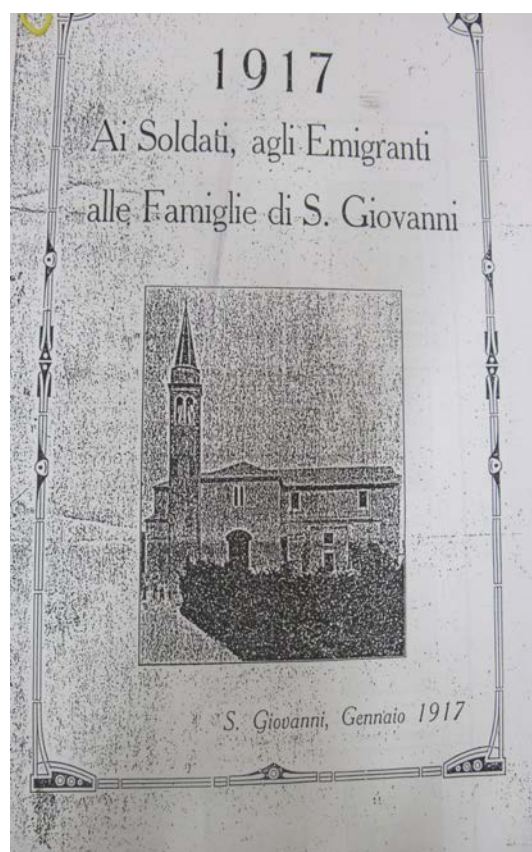 1917
Ai Soldati, agli Emigranti
alle Famiglie di S. Giovanni
S. Giovanni, Gennaio 1917